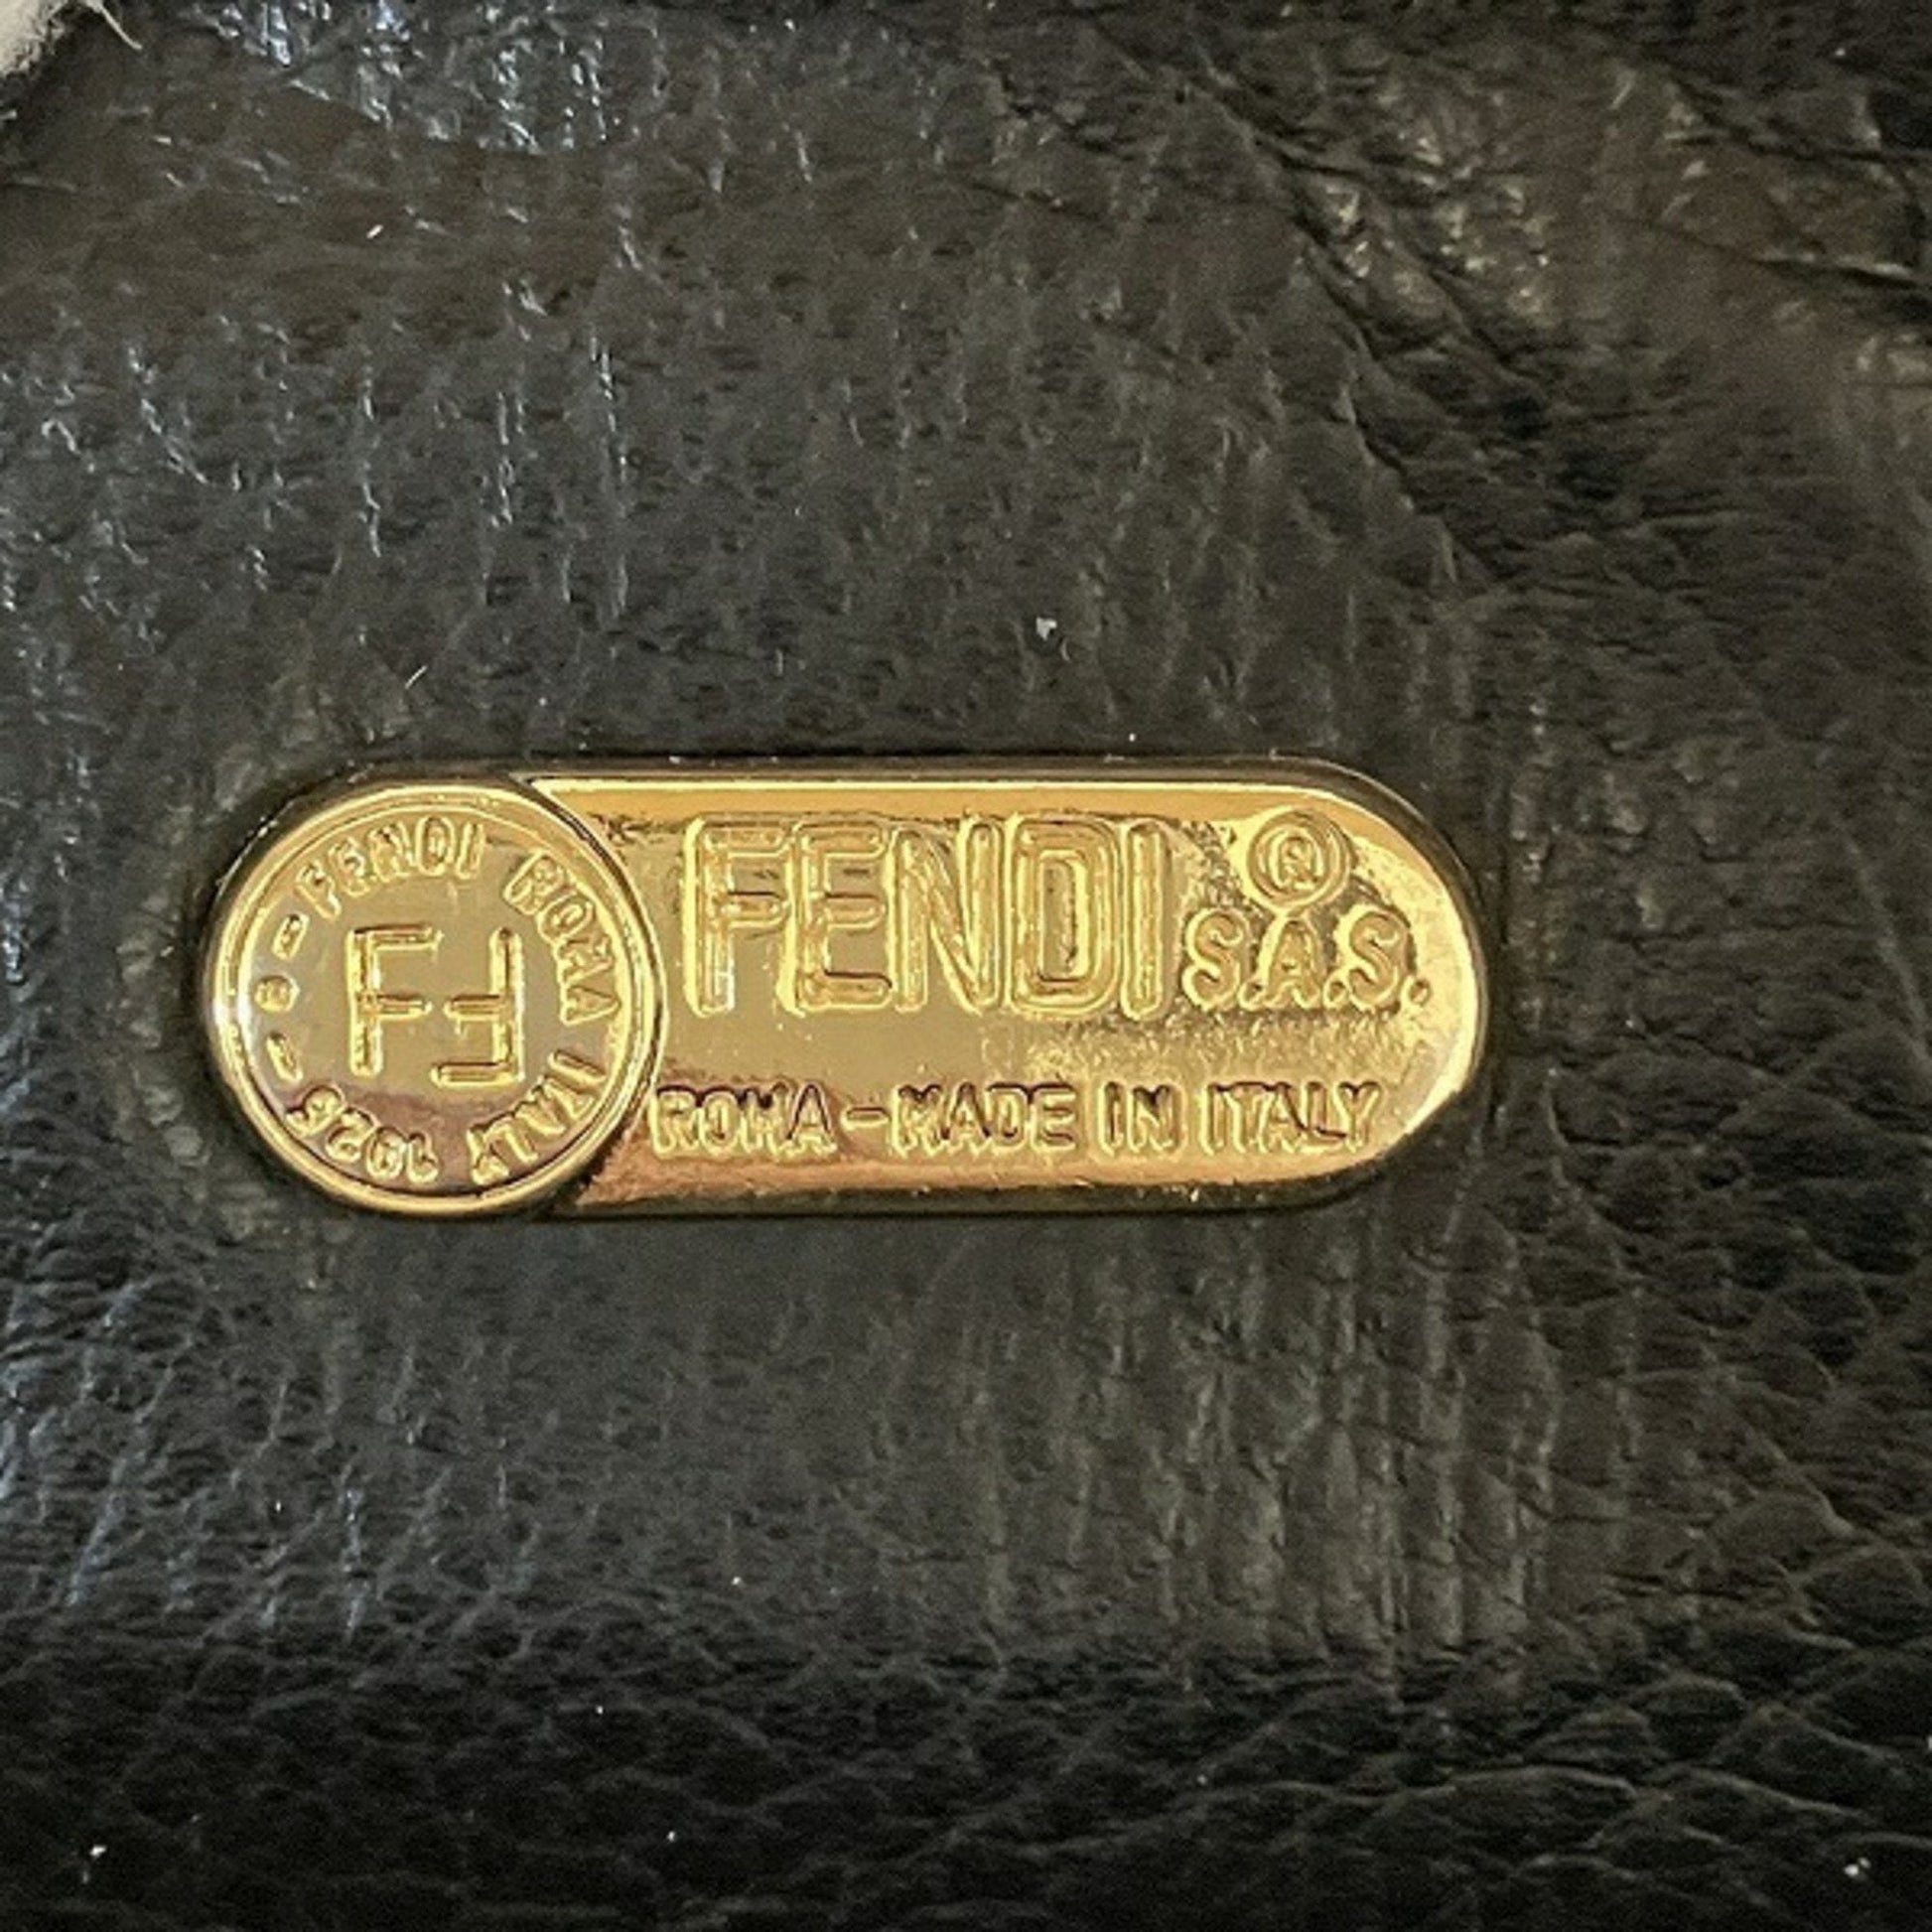 FENDI ROMA ITALY 1925
FF
FENDI ® S.A.S.
ROMA-MADE IN ITALY